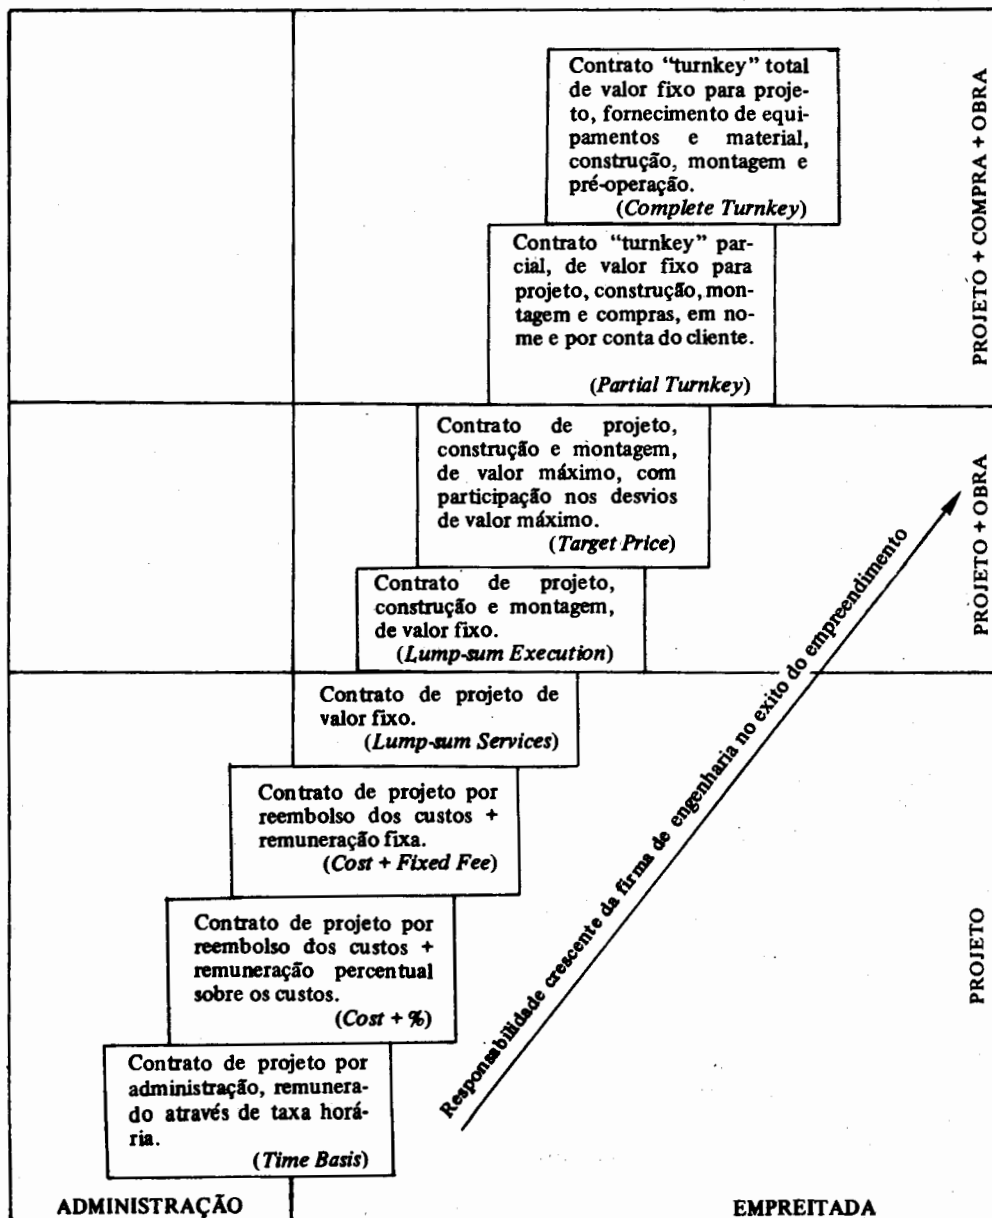 Contrato “turnkey” total
de valor fixo para proje-
to, fornecimento de equi-
pamentos e material,
construção, montagem e
pré-operação.
(Complete Turnkey)
Contrato “turnkey” par-
cial, de valor fixo para
projeto, construção, mon-
tagem e compras, em no-
me e por conta do cliente.
(Partial Turnkey)
PROJETO + COMPRA + OBRA
Contrato de projeto,
construção e montagem,
de valor máximo, com
participação nos desvios
de valor máximo.
(Target Price)
Contrato de projeto,
construção e montagem,
de valor fixo.
(Lump-sum Execution)
PROJETO + OBRA
Contrato de projeto de
valor fixo.
(Lump-sum Services)
Contrato de projeto por
reembolso dos custos +
remuneração fixa.
(Cost + Fixed Fee)
Contrato de projeto por
reembolso dos custos +
remuneração percentual
sobre os custos.
(Cost + %)
Contrato de projeto por
administração, remunera-
do através de taxa horá-
ria.
(Time Basis)
Responsabilidade crescente da firma de engenharia no exito do empreendimento
PROJETO
ADMINISTRAÇÃO
EMPREITADA